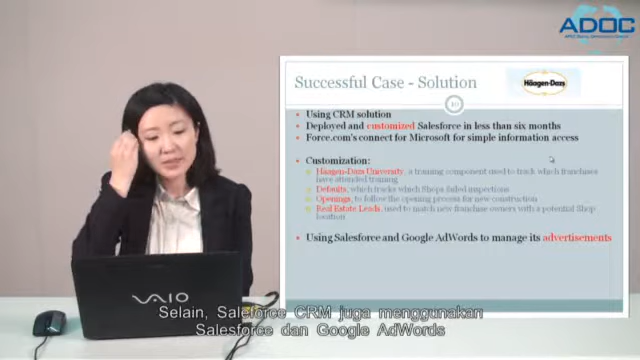 ADOC
Successful Case - Solution
Häagen-Dazs
10
Using CRM solution
Deployed and customized Salesforce in less than six months
Force.com's connect for Microsoft for simple information access
Customization:
Häagen-Dazs University, a training component used to track which franchises
have attended training
Defaults, which tracks which Shops failed inspections
Openings, to follow the opening process for new construction
Real Estate Leads, used to match new franchise owners with a potential Shop
location
Using Salesforce and Google AdWords to manage its advertisements
VAIO
Selain, Saleforce CRM juga menggunakan
Salesforce dan Google AdWords